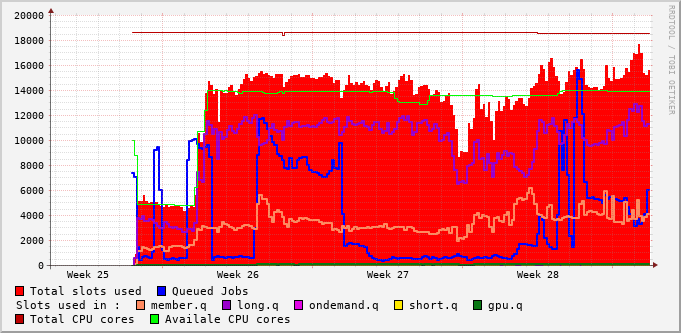 20000
18000
16000
14000
12000
10000
8000
6000
4000
2000
0
Week 25 Week 26 Week 27 Week 28
Total slots used Queued Jobs
Slots used in : member.q long.q ondemand.q short.q gpu.q
Total CPU cores Availale CPU cores
RRDTOOL / TOBI OETIKER